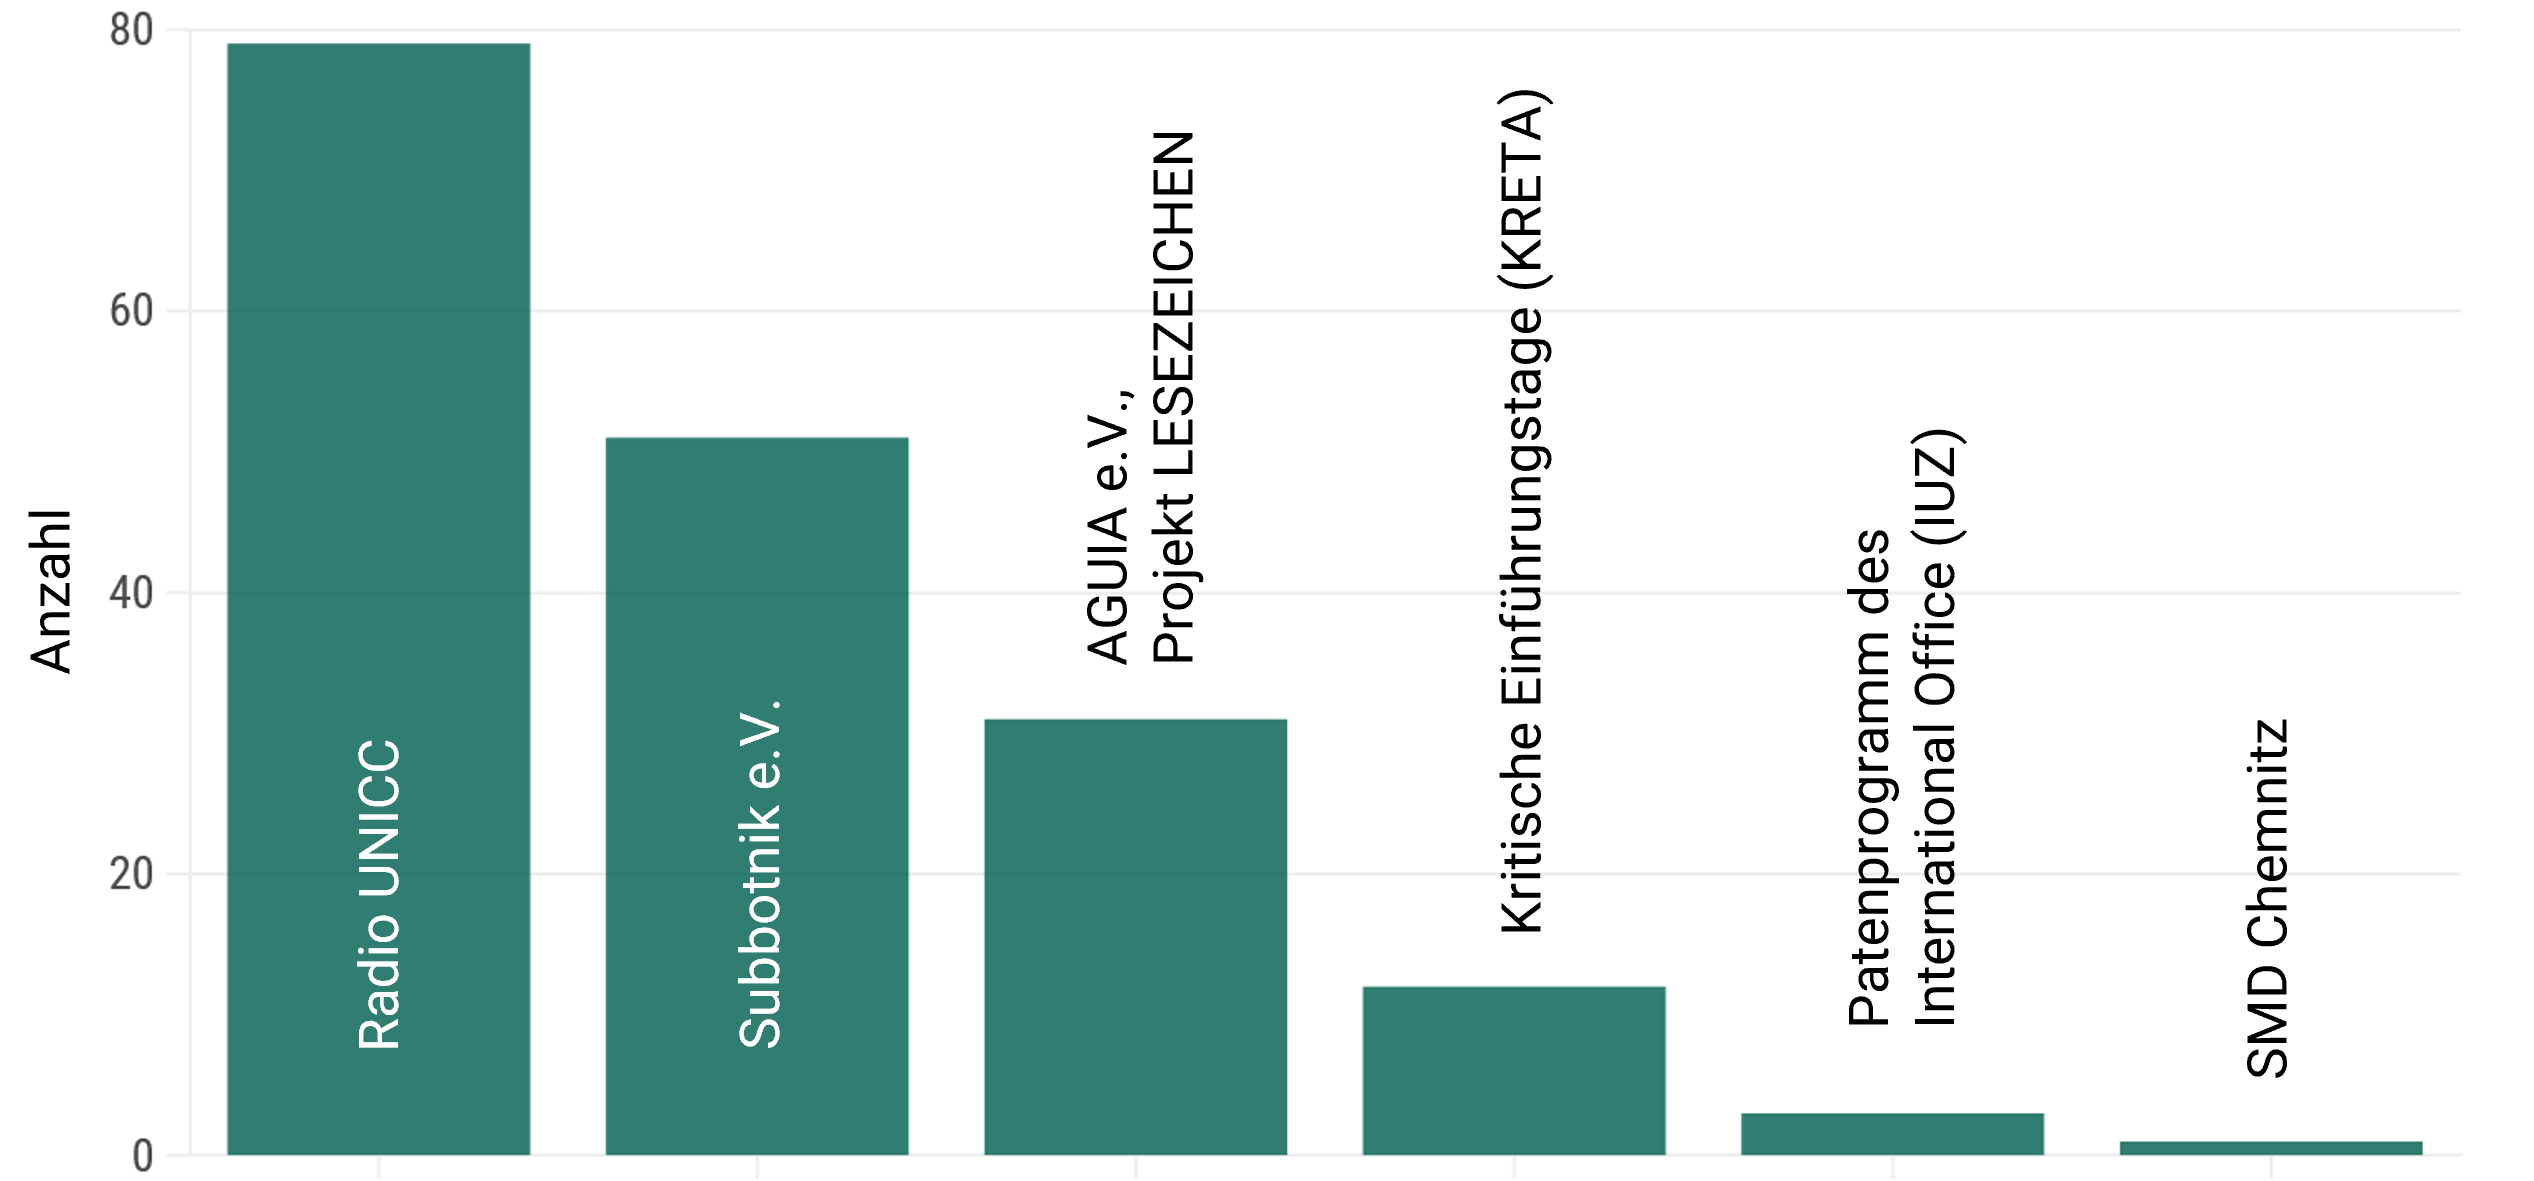 80
60
40
20
0
Anzahl
Radio UNICC
Subbotnik e.V.
AGUIA e.V.,
Projekt LESEZEICHEN
Kritische Einführungstage (KRETA)
Patenprogramm des
International Office (IUZ)
SMD Chemnitz